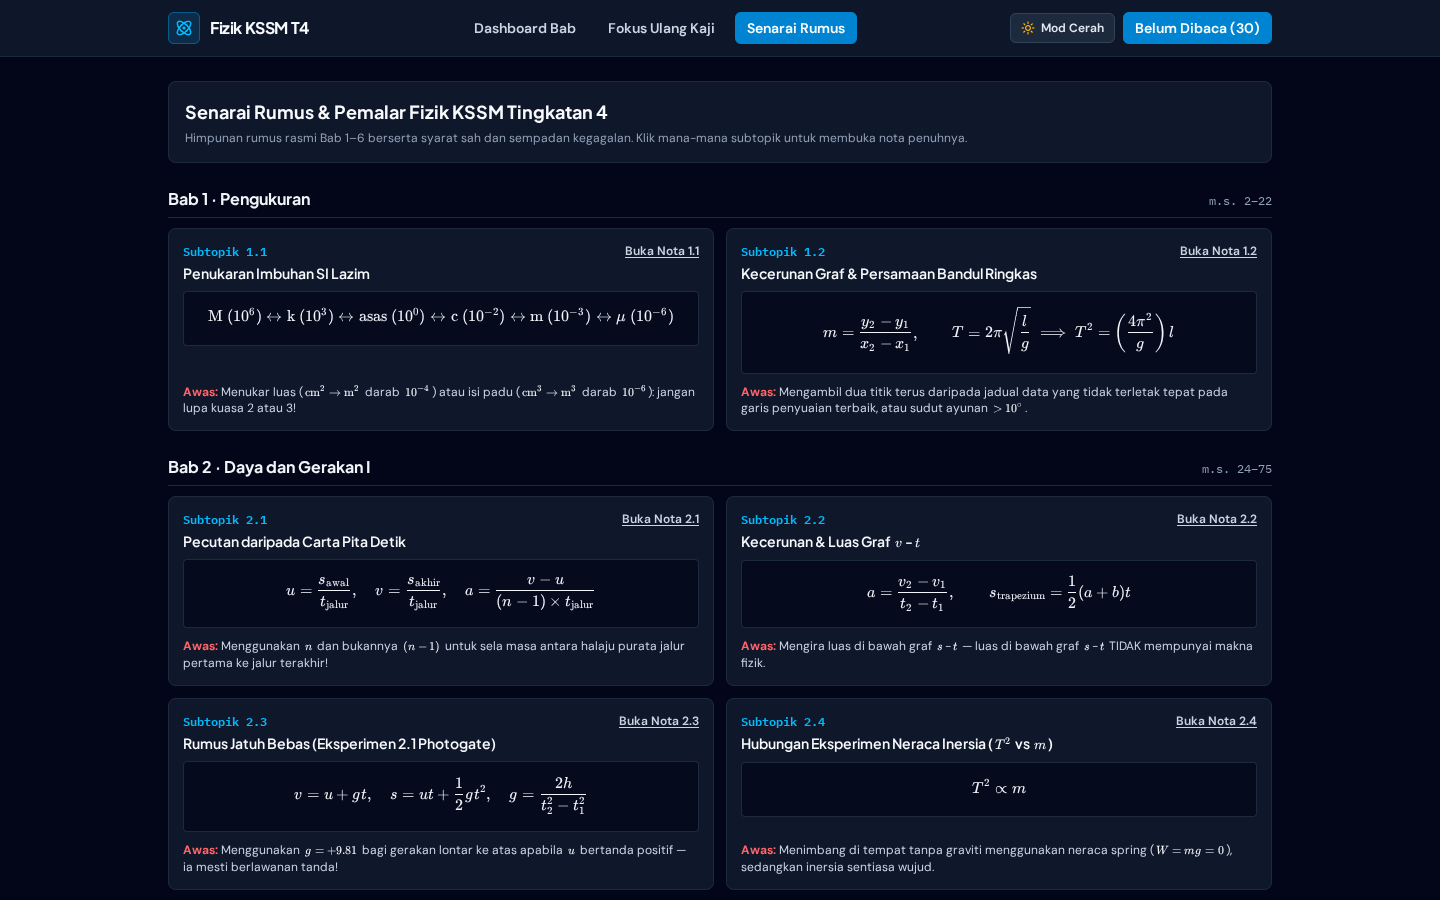 Fizik KSSM T4
Dashboard Bab
Fokus Ulang Kaji
Senarai Rumus
Mod Cerah
Belum Dibaca (30)
Senarai Rumus & Pemalar Fizik KSSM Tingkatan 4
Himpunan rumus rasmi Bab 1–6 berserta syarat sah dan sempadan kegagalan. Klik mana-mana subtopik untuk membuka nota penuhnya.
Bab 1 · Pengukuran
m.s. 2–22
Subtopik 1.1
Buka Nota 1.1
Penukaran Imbuhan SI Lazim
M (10⁶) ↔ k (10³) ↔ asas (10⁰) ↔ c (10⁻²) ↔ m (10⁻³) ↔ μ (10⁻⁶)
Awas: Menukar luas (cm² → m² darab 10⁻⁴) atau isi padu (cm³ → m³ darab 10⁻⁶): jangan
lupa kuasa 2 atau 3!
Subtopik 1.2
Buka Nota 1.2
Kecerunan Graf & Persamaan Bandul Ringkas
m = (y₂ − y₁)/(x₂ − x₁), T = 2π√(l/g) ⟹ T² = (4π²/g) l
Awas: Mengambil dua titik terus daripada jadual data yang tidak terletak tepat pada
garis penyuaian terbaik, atau sudut ayunan > 10°.
Bab 2 · Daya dan Gerakan I
m.s. 24–75
Subtopik 2.1
Buka Nota 2.1
Pecutan daripada Carta Pita Detik
u = s_awal/t_jalur, v = s_akhir/t_jalur, a = (v − u)/((n − 1) × t_jalur)
Awas: Menggunakan n dan bukannya (n − 1) untuk sela masa antara halaju purata jalur
pertama ke jalur terakhir!
Subtopik 2.2
Buka Nota 2.2
Kecerunan & Luas Graf v - t
a = (v₂ − v₁)/(t₂ − t₁), s_trapezium = 1/2(a + b)t
Awas: Mengira luas di bawah graf s - t — luas di bawah graf s - t TIDAK mempunyai makna
fizik.
Subtopik 2.3
Buka Nota 2.3
Rumus Jatuh Bebas (Eksperimen 2.1 Photogate)
v = u + gt, s = ut + 1/2gt², g = 2h/(t₂² − t₁²)
Awas: Menggunakan g = +9.81 bagi gerakan lontar ke atas apabila u bertanda positif —
ia mesti berlawanan tanda!
Subtopik 2.4
Buka Nota 2.4
Hubungan Eksperimen Neraca Inersia (T² vs m)
T² ∝ m
Awas: Menimbang di tempat tanpa graviti menggunakan neraca spring (W = mg = 0),
sedangkan inersia sentiasa wujud.